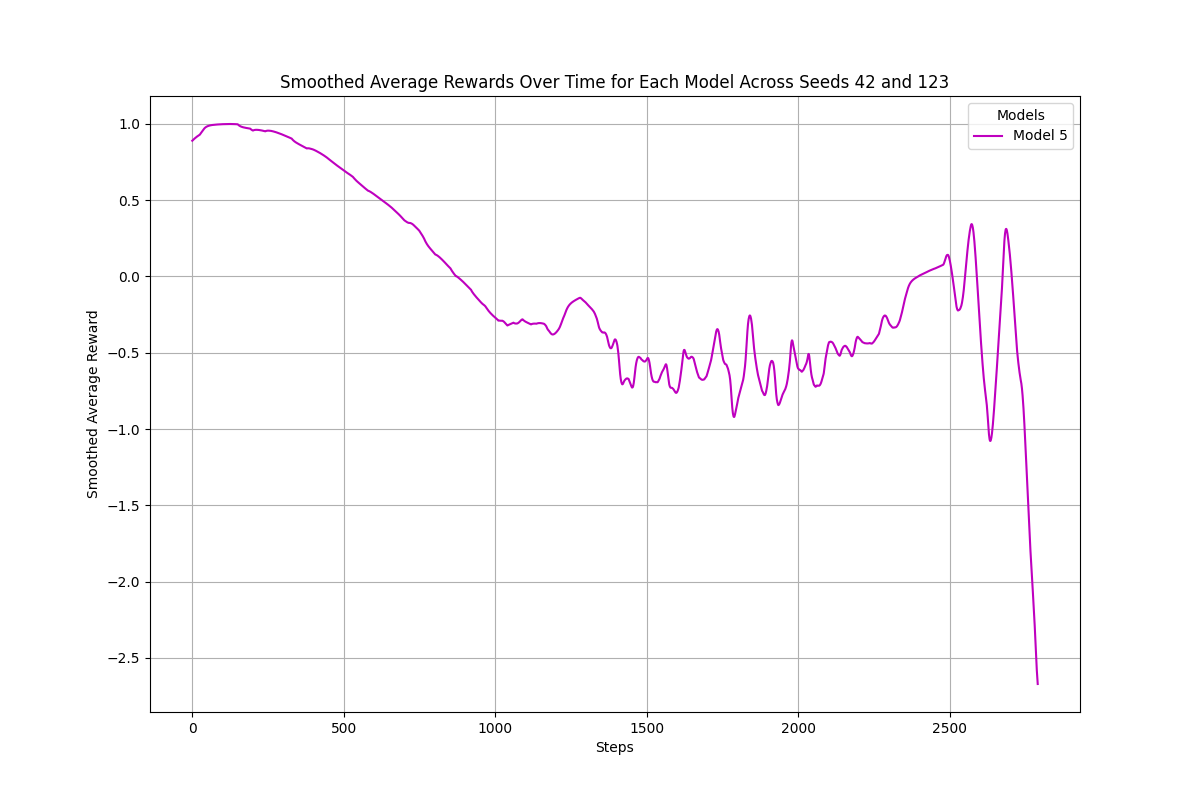 Smoothed Average Rewards Over Time for Each Model Across Seeds 42 and 123
Models
Model 5
Smoothed Average Reward
1.0
0.5
0.0
−0.5
−1.0
−1.5
−2.0
−2.5
0
500
1000
1500
2000
2500
Steps